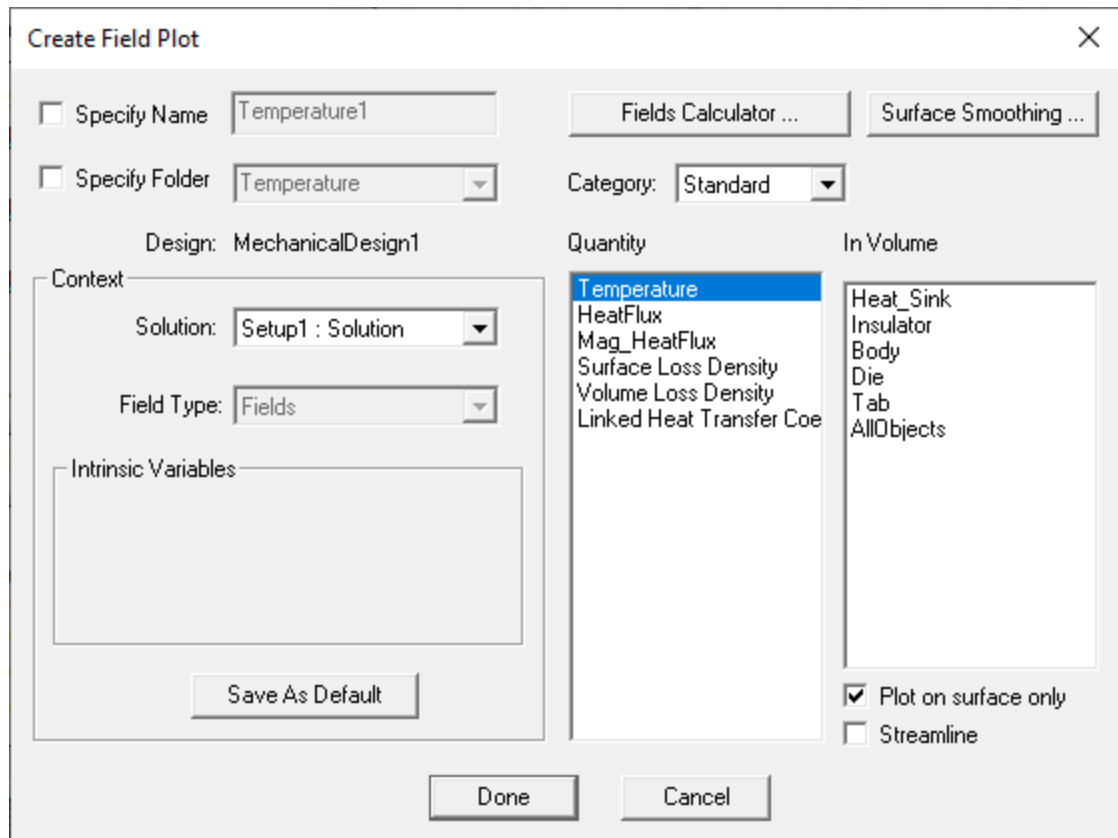 Create Field Plot
Specify Name Temperature1 Fields Calculator ... Surface Smoothing ...
Specify Folder Temperature Category: Standard
Design: MechanicalDesign1 Quantity In Volume
Context
Solution: Setup1 : Solution
Field Type: Fields
Intrinsic Variables
Save As Default
Temperature
HeatFlux
Mag_HeatFlux
Surface Loss Density
Volume Loss Density
Linked Heat Transfer Coe
Heat_Sink
Insulator
Body
Die
Tab
AllObjects
Plot on surface only
Streamline
Done Cancel